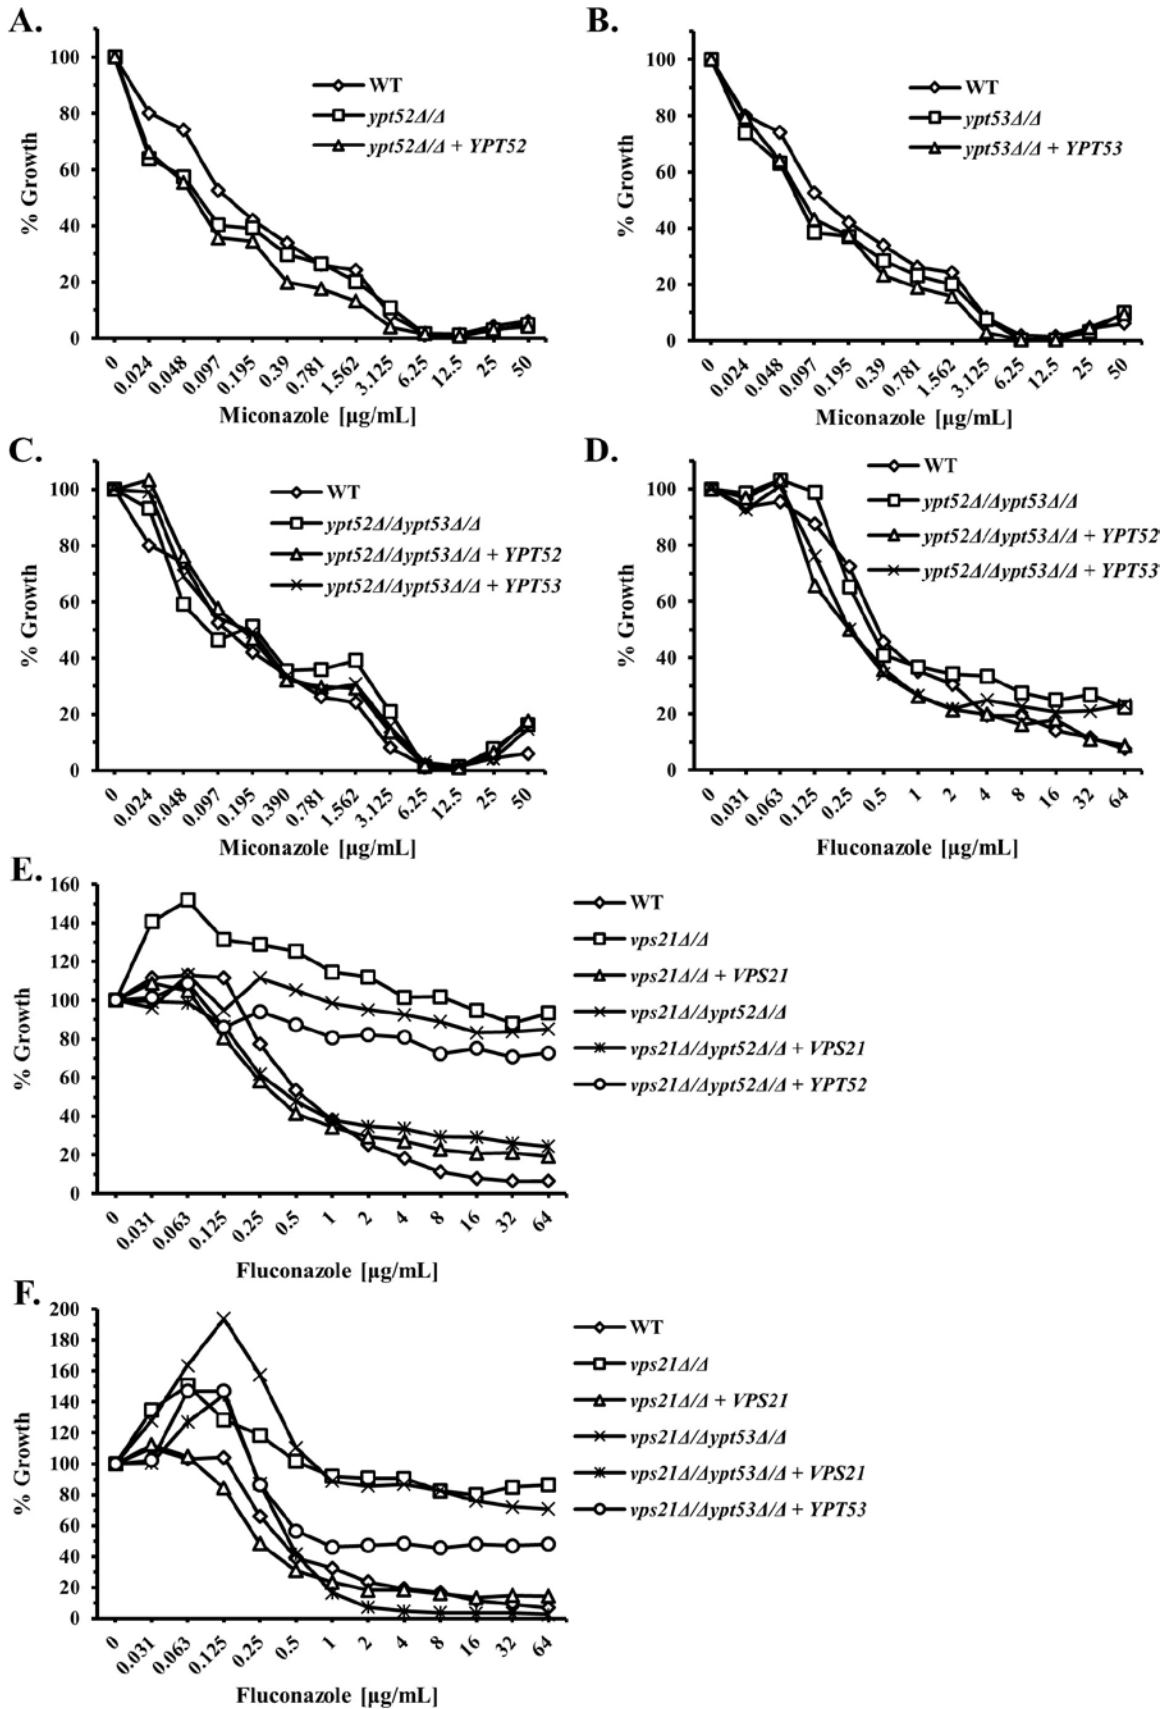 A.
100
80
60
40
20
0
% Growth
WT
ypt52Δ/Δ
ypt52Δ/Δ + YPT52
0
0.024
0.048
0.097
0.195
0.39
0.781
1.562
3.125
6.25
12.5
25
50
Miconazole [µg/mL]
B.
100
80
60
40
20
0
% Growth
WT
ypt53Δ/Δ
ypt53Δ/Δ + YPT53
0
0.024
0.048
0.097
0.195
0.39
0.781
1.562
3.125
6.25
12.5
25
50
Miconazole [µg/mL]
C.
100
80
60
40
20
0
% Growth
WT
ypt52Δ/Δypt53Δ/Δ
ypt52Δ/Δypt53Δ/Δ + YPT52
ypt52Δ/Δypt53Δ/Δ + YPT53
0
0.024
0.048
0.097
0.195
0.390
0.781
1.562
3.125
6.25
12.5
25
50
Miconazole [µg/mL]
D.
100
80
60
40
20
0
% Growth
WT
ypt52Δ/Δypt53Δ/Δ
ypt52Δ/Δypt53Δ/Δ + YPT52
ypt52Δ/Δypt53Δ/Δ + YPT53
0
0.031
0.063
0.125
0.25
0.5
1
2
4
8
16
32
64
Fluconazole [µg/mL]
E.
160
140
120
100
80
60
40
20
0
% Growth
WT
vps21Δ/Δ
vps21Δ/Δ + VPS21
vps21Δ/Δypt52Δ/Δ
vps21Δ/Δypt52Δ/Δ + VPS21
vps21Δ/Δypt52Δ/Δ + YPT52
0
0.031
0.063
0.125
0.25
0.5
1
2
4
8
16
32
64
Fluconazole [µg/mL]
F.
200
180
160
140
120
100
80
60
40
20
0
% Growth
WT
vps21Δ/Δ
vps21Δ/Δ + VPS21
vps21Δ/Δypt53Δ/Δ
vps21Δ/Δypt53Δ/Δ + VPS21
vps21Δ/Δypt53Δ/Δ + YPT53
0
0.031
0.063
0.125
0.25
0.5
1
2
4
8
16
32
64
Fluconazole [µg/mL]